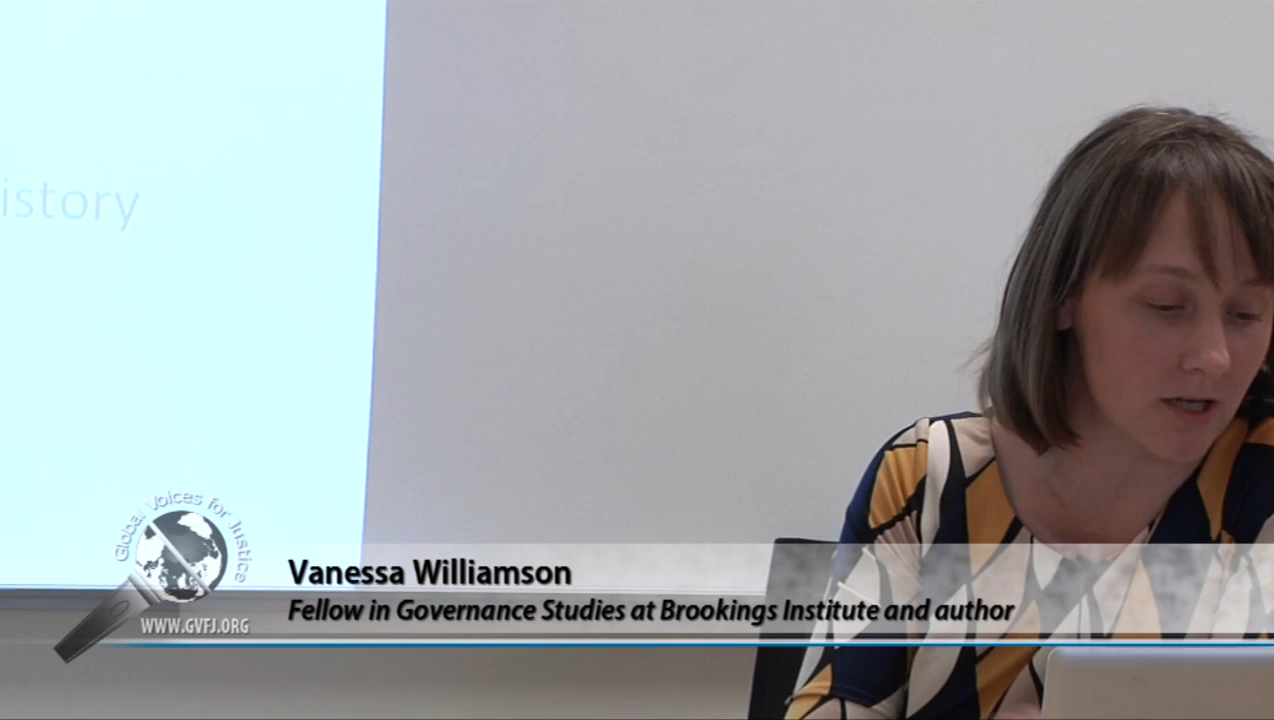 istory
Global Voices for Justice
WWW.GVFJ.ORG
Vanessa Williamson
Fellow in Governance Studies at Brookings Institute and author